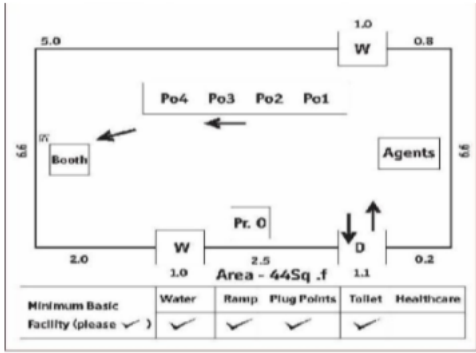 1.0
5.0 W 0.8
Po4 Po3 Po2 Po1
6.6 Booth Agents 6.6
Pr. O
W D
2.0 1.0 2.5 1.1 0.2
Area - 44Sq .f
Minimum Basic Water Ramp Plug Points Toilet Healthcare
Facility (please ✓ ) ✓ ✓ ✓ ✓